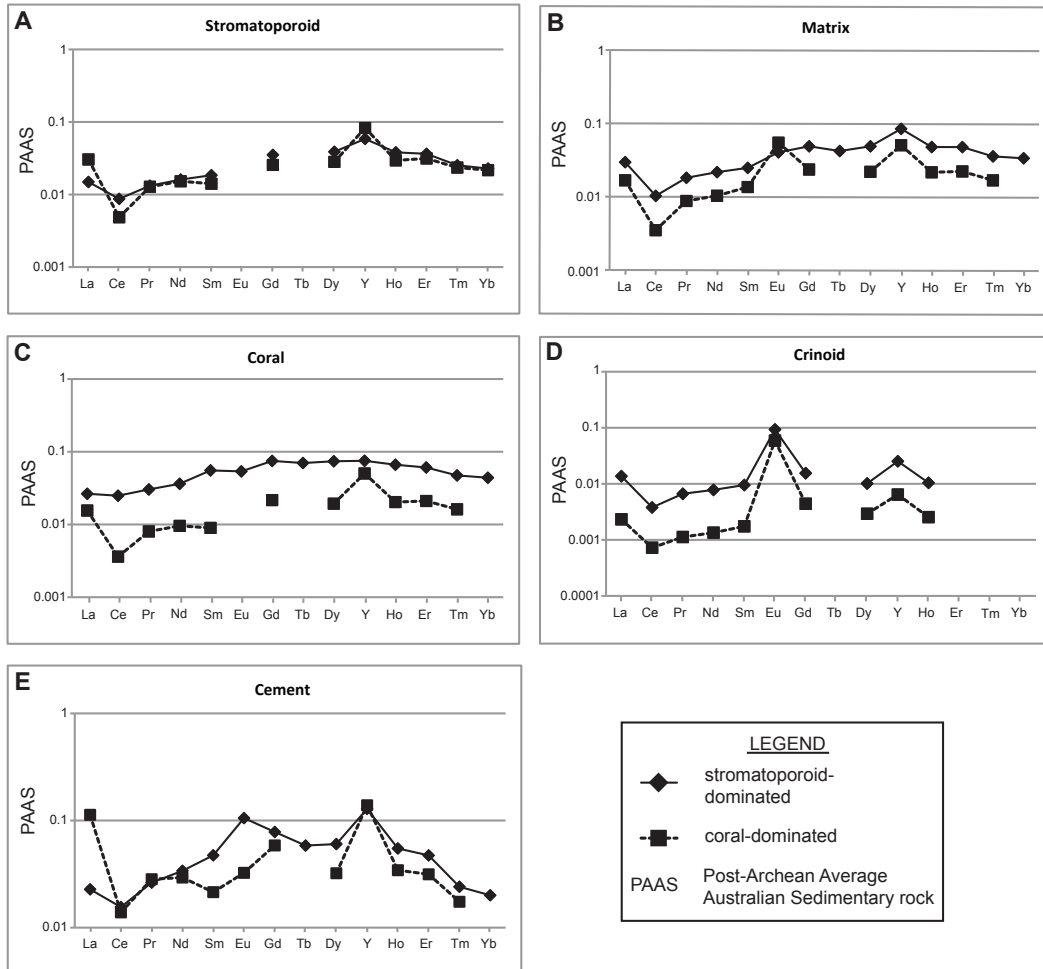 A
Stromatoporoid
PAAS
1
0.1
0.01
0.001
La Ce Pr Nd Sm Eu Gd Tb Dy Y Ho Er Tm Yb
B
Matrix
PAAS
1
0.1
0.01
0.001
La Ce Pr Nd Sm Eu Gd Tb Dy Y Ho Er Tm Yb
C
Coral
PAAS
1
0.1
0.01
0.001
La Ce Pr Nd Sm Eu Gd Tb Dy Y Ho Er Tm Yb
D
Crinoid
PAAS
1
0.1
0.01
0.001
0.0001
La Ce Pr Nd Sm Eu Gd Tb Dy Y Ho Er Tm Yb
E
Cement
PAAS
1
0.1
0.01
La Ce Pr Nd Sm Eu Gd Tb Dy Y Ho Er Tm Yb
LEGEND
stromatoporoid-
dominated
coral-dominated
PAAS Post-Archean Average
Australian Sedimentary rock